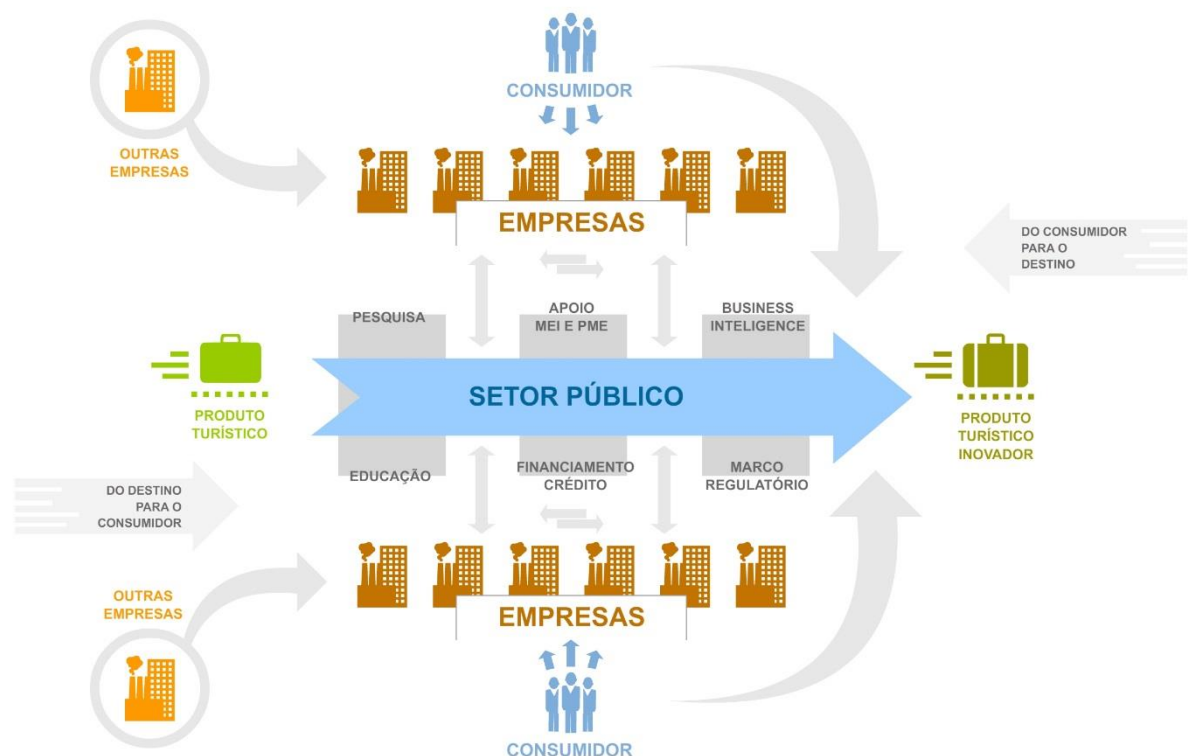 CONSUMIDOR
OUTRAS
EMPRESAS
EMPRESAS
DO CONSUMIDOR
PARA O
DESTINO
PESQUISA
APOIO
MEI E PME
BUSINESS
INTELIGENCE
SETOR PÚBLICO
PRODUTO
TURÍSTICO
PRODUTO
TURÍSTICO
INOVADOR
EDUCAÇÃO
FINANCIAMENTO
CRÉDITO
MARCO
REGULATÓRIO
DO DESTINO
PARA O
CONSUMIDOR
OUTRAS
EMPRESAS
EMPRESAS
CONSUMIDOR